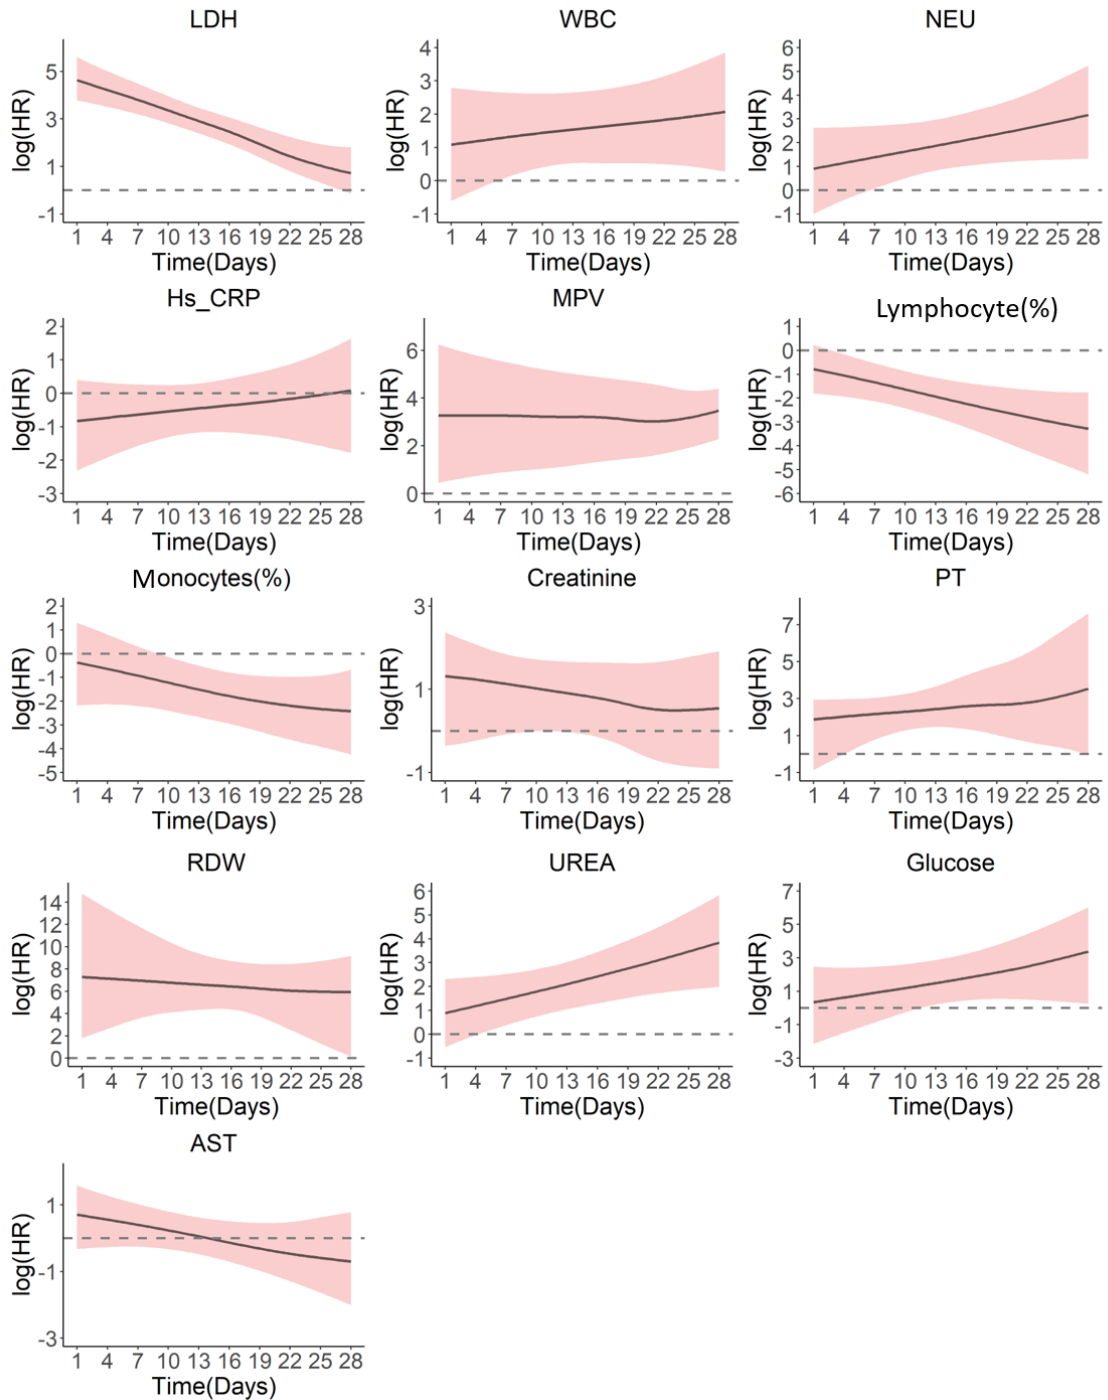 LDH
WBC
NEU
log(HR)
5
3
1
-1
1 4 7 10 13 16 19 22 25 28
Time(Days)
log(HR)
4
3
2
1
0
-1
1 4 7 10 13 16 19 22 25 28
Time(Days)
log(HR)
6
5
4
3
2
1
0
-1
1 4 7 10 13 16 19 22 25 28
Time(Days)
Hs_CRP
MPV
Lymphocyte(%)
log(HR)
2
1
0
-1
-2
-3
1 4 7 10 13 16 19 22 25 28
Time(Days)
log(HR)
6
4
2
0
1 4 7 10 13 16 19 22 25 28
Time(Days)
log(HR)
1
0
-1
-2
-3
-4
-5
-6
1 4 7 10 13 16 19 22 25 28
Time(Days)
Monocytes(%)
Creatinine
PT
log(HR)
2
1
0
-1
-2
-3
-4
-5
1 4 7 10 13 16 19 22 25 28
Time(Days)
log(HR)
3
1
-1
1 4 7 10 13 16 19 22 25 28
Time(Days)
log(HR)
7
5
3
1
-1
1 4 7 10 13 16 19 22 25 28
Time(Days)
RDW
UREA
Glucose
log(HR)
14
12
10
8
6
4
2
0
1 4 7 10 13 16 19 22 25 28
Time(Days)
log(HR)
6
5
4
3
2
1
0
-1
1 4 7 10 13 16 19 22 25 28
Time(Days)
log(HR)
7
5
3
1
-1
-3
1 4 7 10 13 16 19 22 25 28
Time(Days)
AST
log(HR)
1
-1
-3
1 4 7 10 13 16 19 22 25 28
Time(Days)